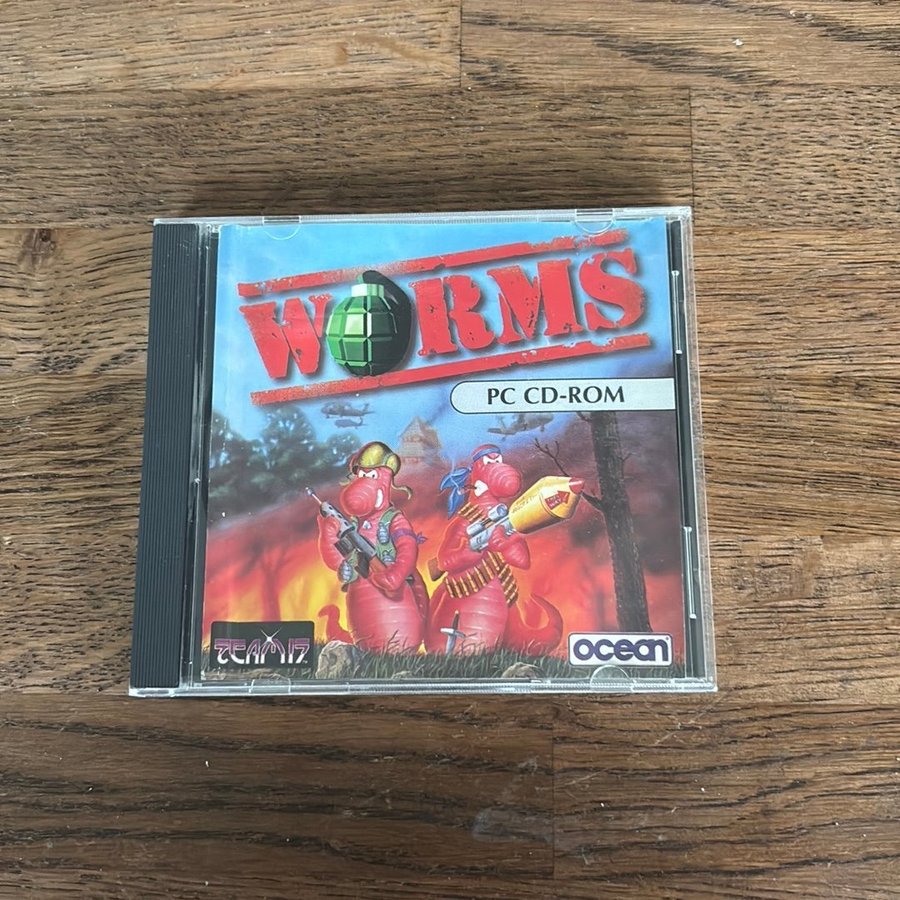 WORMS
PC CD-ROM
TEAM17
ocean